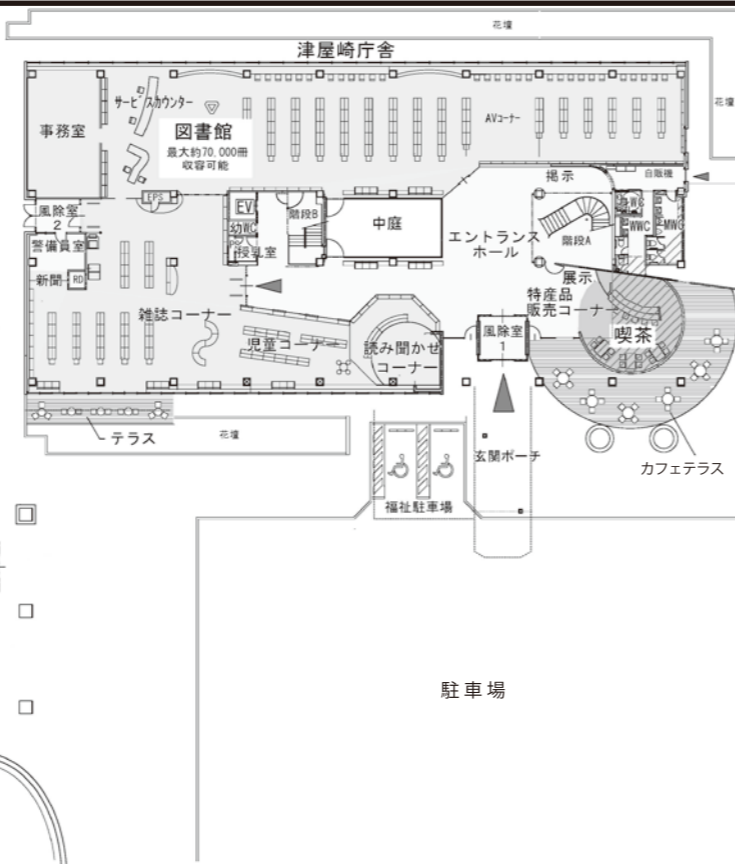 花壇
津屋崎庁舎
花壇
サービスカウンター
事務室
図書館
最大約70,000冊
収容可能
AVコーナー
掲示
自販機
EPS
風除室
2
EV
幼WC
授乳室
階段B
中庭
エントランス
ホール
階段A
WC
WWC
MWC
警備員室
新聞
RD
雑誌コーナー
展示
特産品
販売コーナー
喫茶
児童コーナー
読み聞かせ
コーナー
風除室
1
テラス
花壇
玄関ポーチ
カフェテラス
福祉駐車場
駐車場